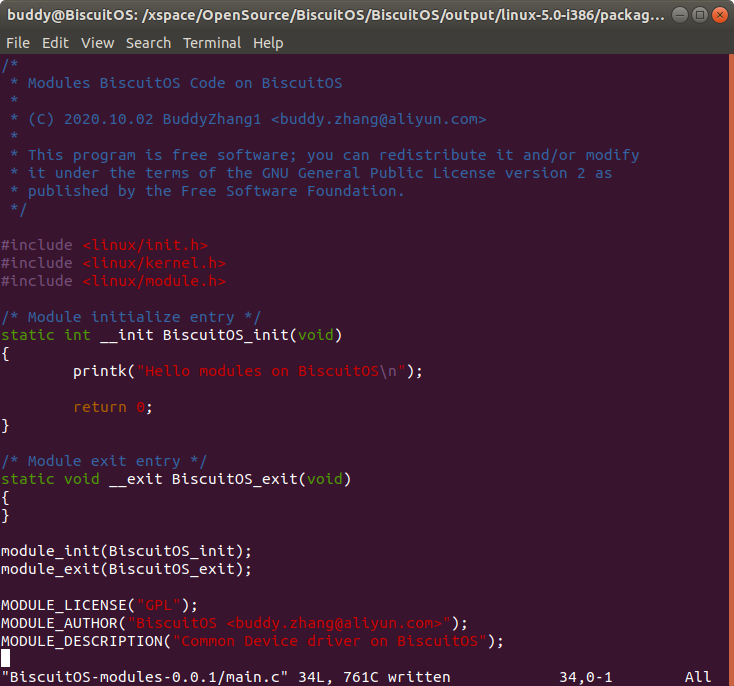 buddy@BiscuitOS: /xspace/OpenSource/BiscuitOS/BiscuitOS/output/linux-5.0-i386/packag...
File Edit View Search Terminal Help
/*
 * Modules BiscuitOS Code on BiscuitOS
 *
 * (C) 2020.10.02 BuddyZhang1 <buddy.zhang@aliyun.com>
 *
 * This program is free software; you can redistribute it and/or modify
 * it under the terms of the GNU General Public License version 2 as
 * published by the Free Software Foundation.
 */
#include <linux/init.h>
#include <linux/kernel.h>
#include <linux/module.h>
/* Module initialize entry */
static int __init BiscuitOS_init(void)
{
        printk("Hello modules on BiscuitOS\n");
        return 0;
}
/* Module exit entry */
static void __exit BiscuitOS_exit(void)
{
}
module_init(BiscuitOS_init);
module_exit(BiscuitOS_exit);
MODULE_LICENSE("GPL");
MODULE_AUTHOR("BiscuitOS <buddy.zhang@aliyun.com>");
MODULE_DESCRIPTION("Common Device driver on BiscuitOS");
"BiscuitOS-modules-0.0.1/main.c" 34L, 761C written 34,0-1 All